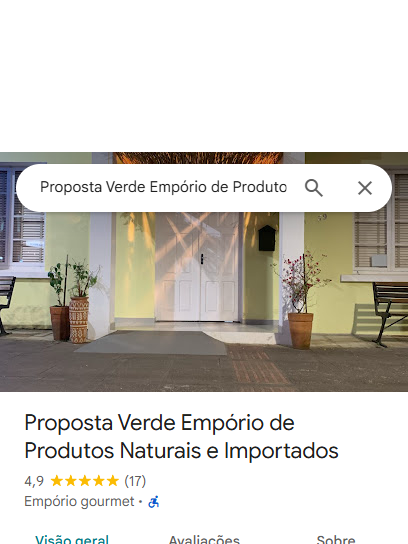 Proposta Verde Empório de Produto
Proposta Verde Empório de
Produtos Naturais e Importados
4,9 (17)
Empório gourmet ·
Visão geral Avaliações Sobre